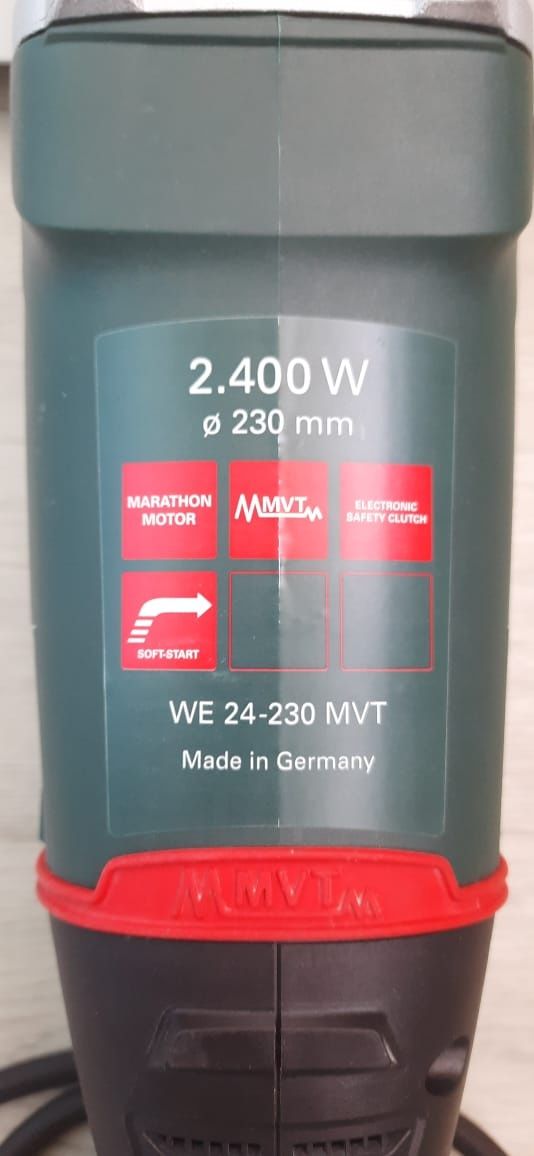 2.400 W
ø 230 mm
MARATHON
MOTOR
MVT
ELECTRONIC
SAFETY CLUTCH
SOFT-START
WE 24-230 MVT
Made in Germany
MVT